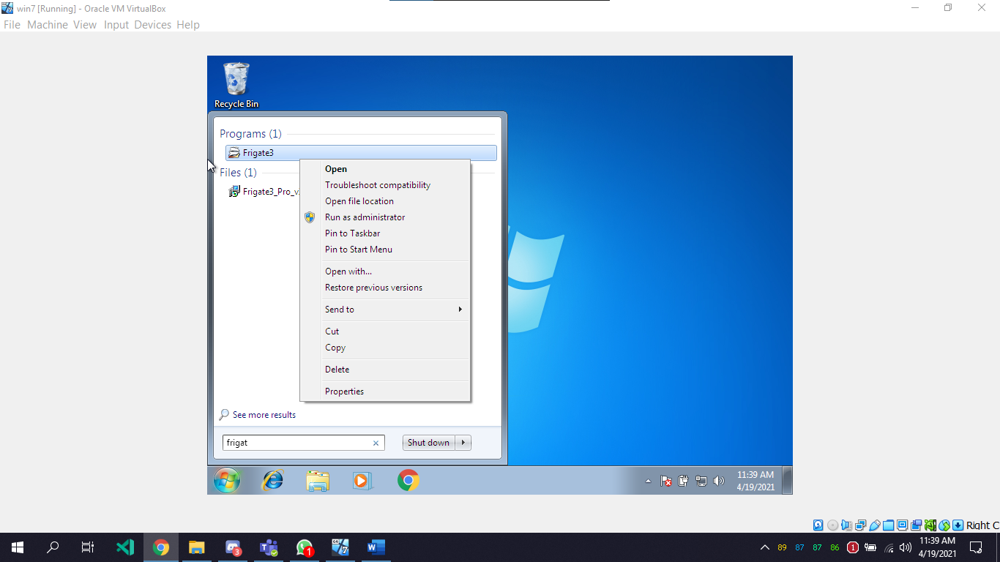 win7 [Running] - Oracle VM VirtualBox
File Machine View Input Devices Help
Recycle Bin
Programs (1)
Frigate3
Files (1)
Frigate3_Pro_v
Open
Troubleshoot compatibility
Open file location
Run as administrator
Pin to Taskbar
Pin to Start Menu
Open with...
Restore previous versions
Send to
Cut
Copy
Delete
Properties
See more results
frigat
Shut down
11:39 AM
4/19/2021
Right C
89 87 87 86 1
3
1
W
11:39 AM
4/19/2021